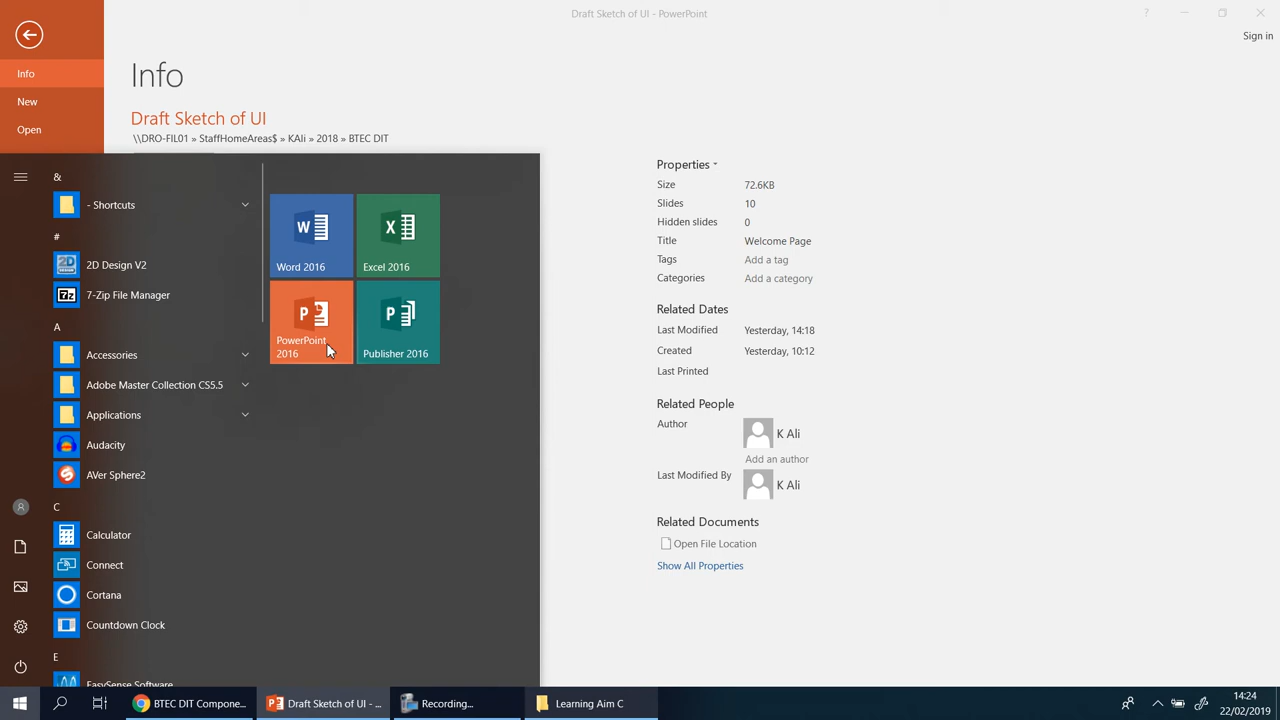 Draft Sketch of UI - PowerPoint
?
Sign in
Info
New
Open
Info
Draft Sketch of UI
\\DRO-FIL01 » StaffHomeAreas$ » KAli » 2018 » BTEC DIT
&
- Shortcuts
#
2D Design V2
7-Zip File Manager
A
Accessories
Adobe Master Collection CS5.5
Applications
Audacity
AVer Sphere2
C
Calculator
Connect
Cortana
Countdown Clock
E
EasySense Software
Word 2016
Excel 2016
PowerPoint
2016
Publisher 2016
Properties
Size 72.6KB
Slides 10
Hidden slides 0
Title Welcome Page
Tags Add a tag
Categories Add a category
Related Dates
Last Modified Yesterday, 14:18
Created Yesterday, 10:12
Last Printed
Related People
Author K Ali
Add an author
Last Modified By K Ali
Related Documents
Open File Location
Show All Properties
BTEC DIT Compone...
Draft Sketch of UI - ...
Recording...
Learning Aim C
14:24
22/02/2019